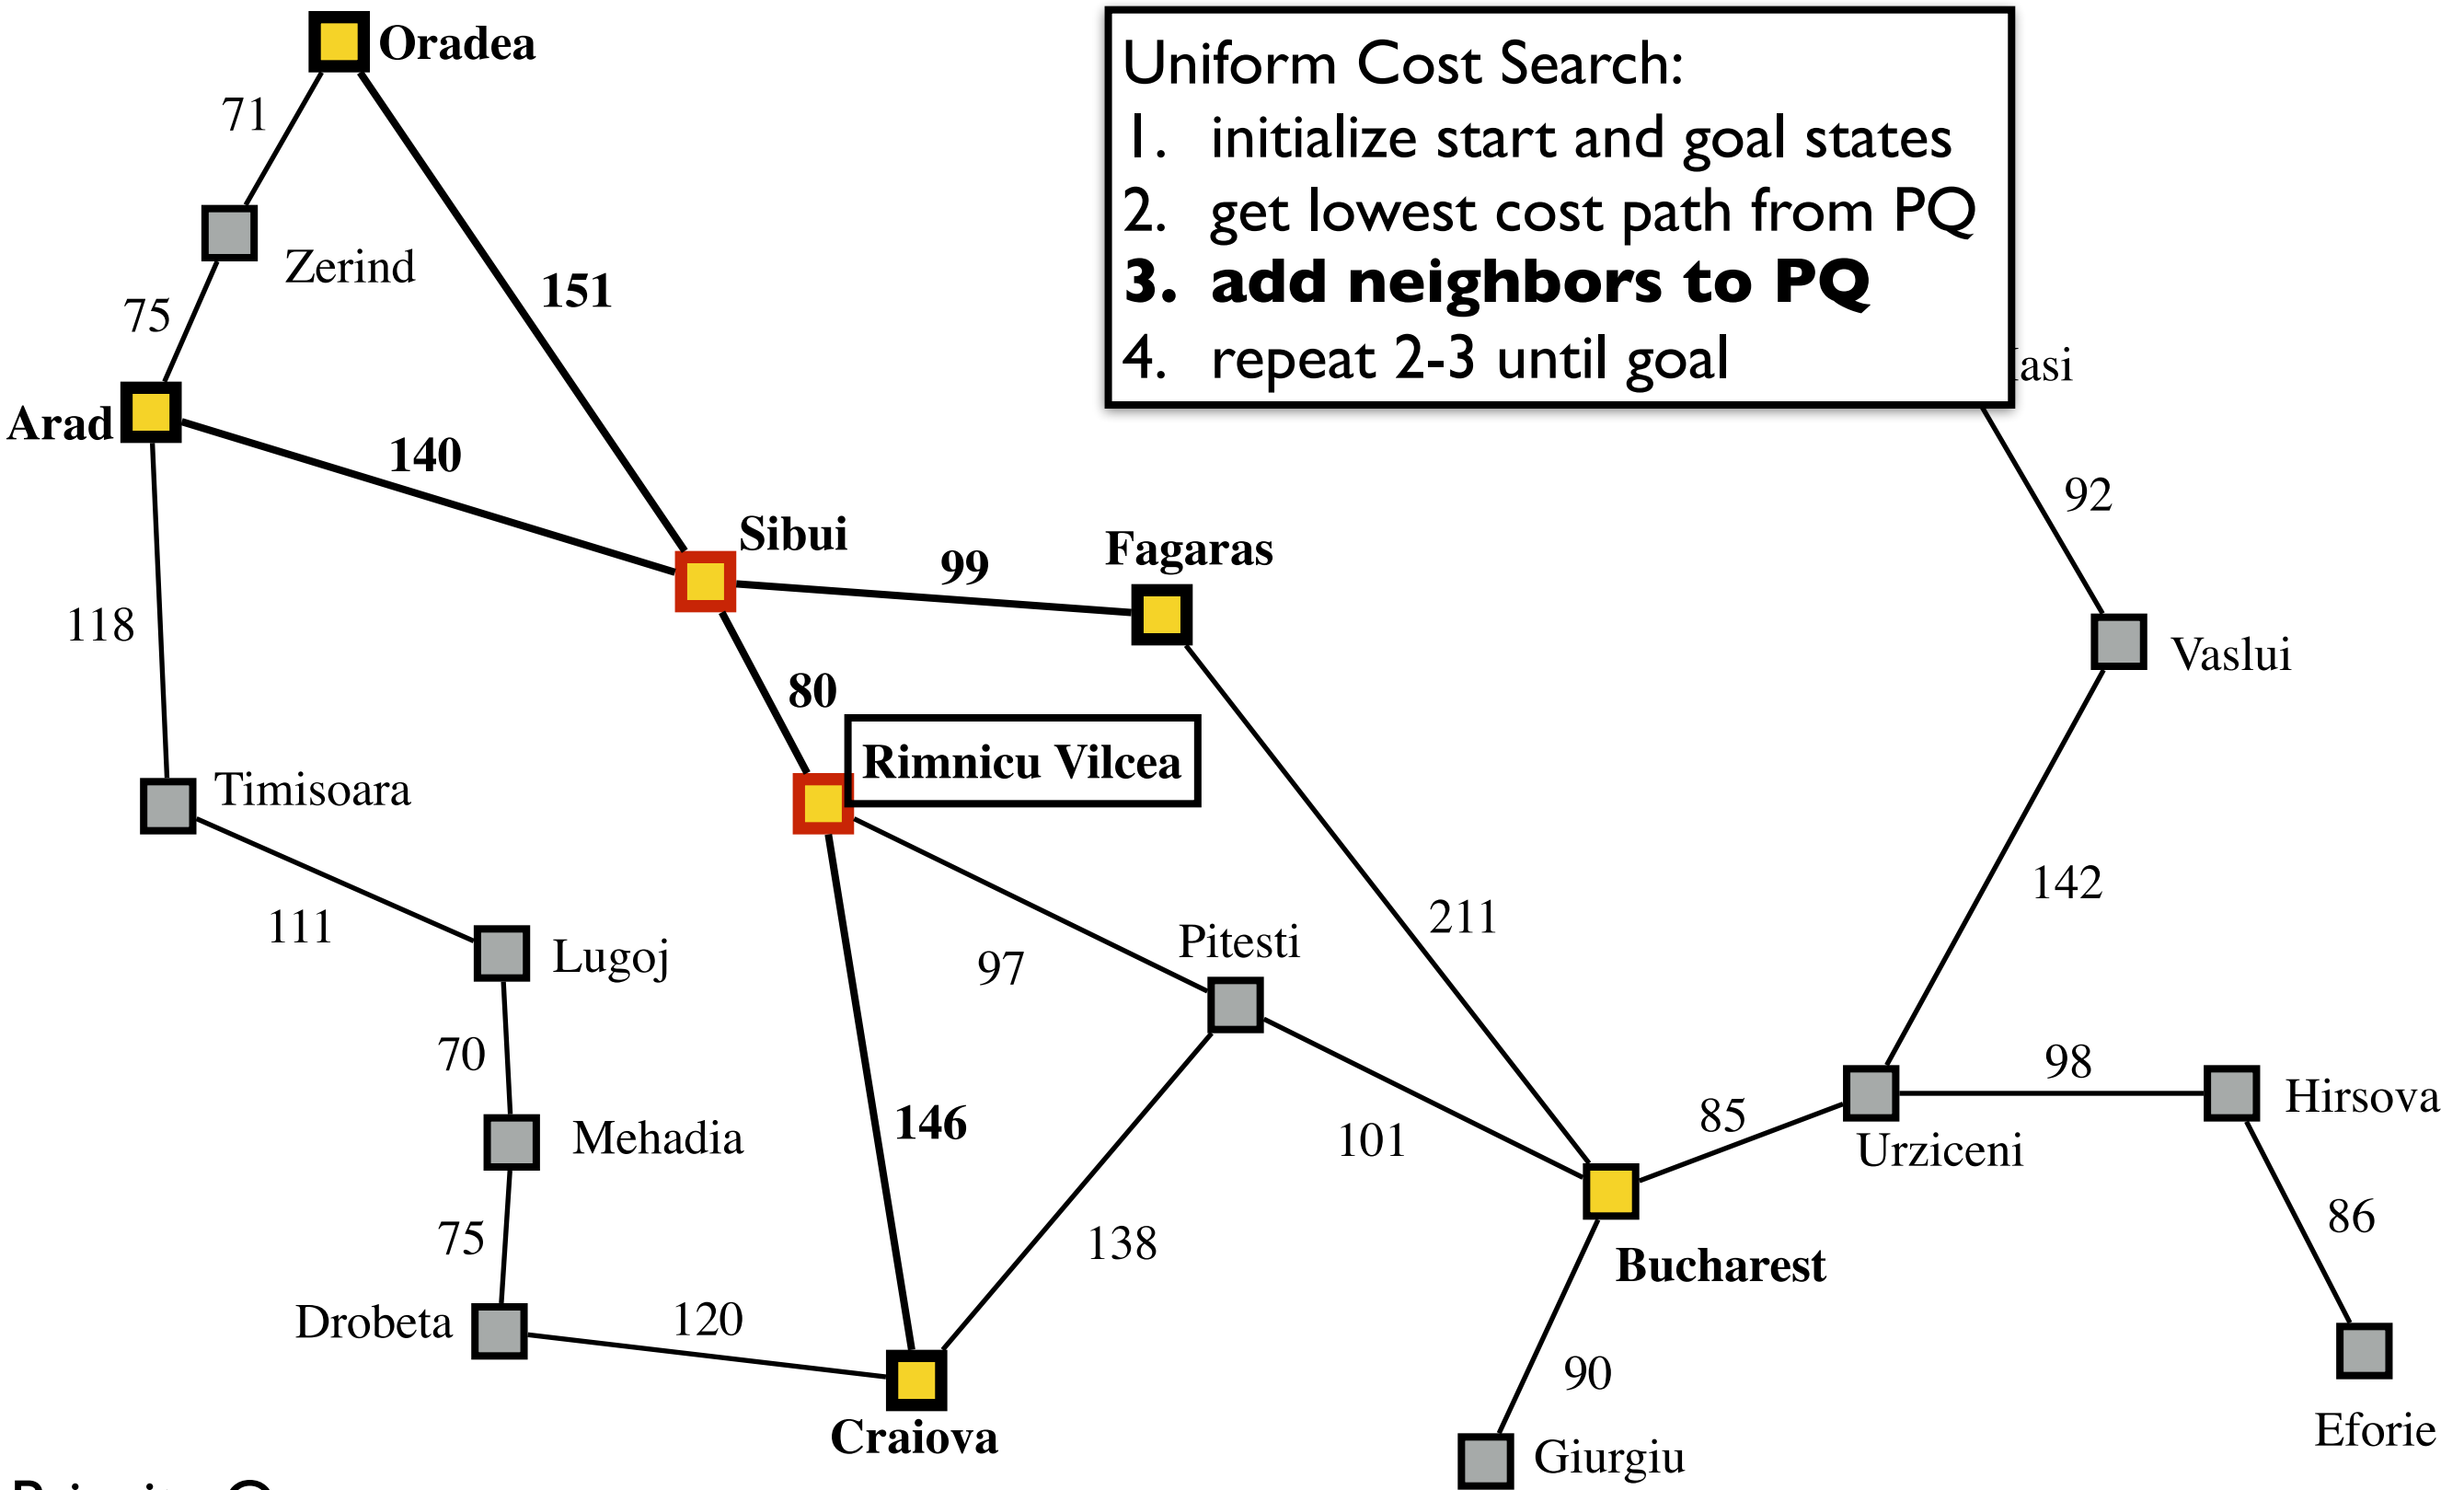 Oradea
Uniform Cost Search:
1. initialize start and goal states
2. get lowest cost path from PQ
3. add neighbors to PQ
4. repeat 2-3 until goal
71
Zerind
151
75
Iasi
Arad
140
92
Sibui
99
Fagaras
118
Vaslui
80
Rimnicu Vilcea
Timisoara
142
211
111
Pitesti
Lugoj
97
70
98
Hirsova
146
85
Mehadia
101
Urziceni
75
138
86
Bucharest
Drobeta
120
90
Craiova
Eforie
Giurgiu